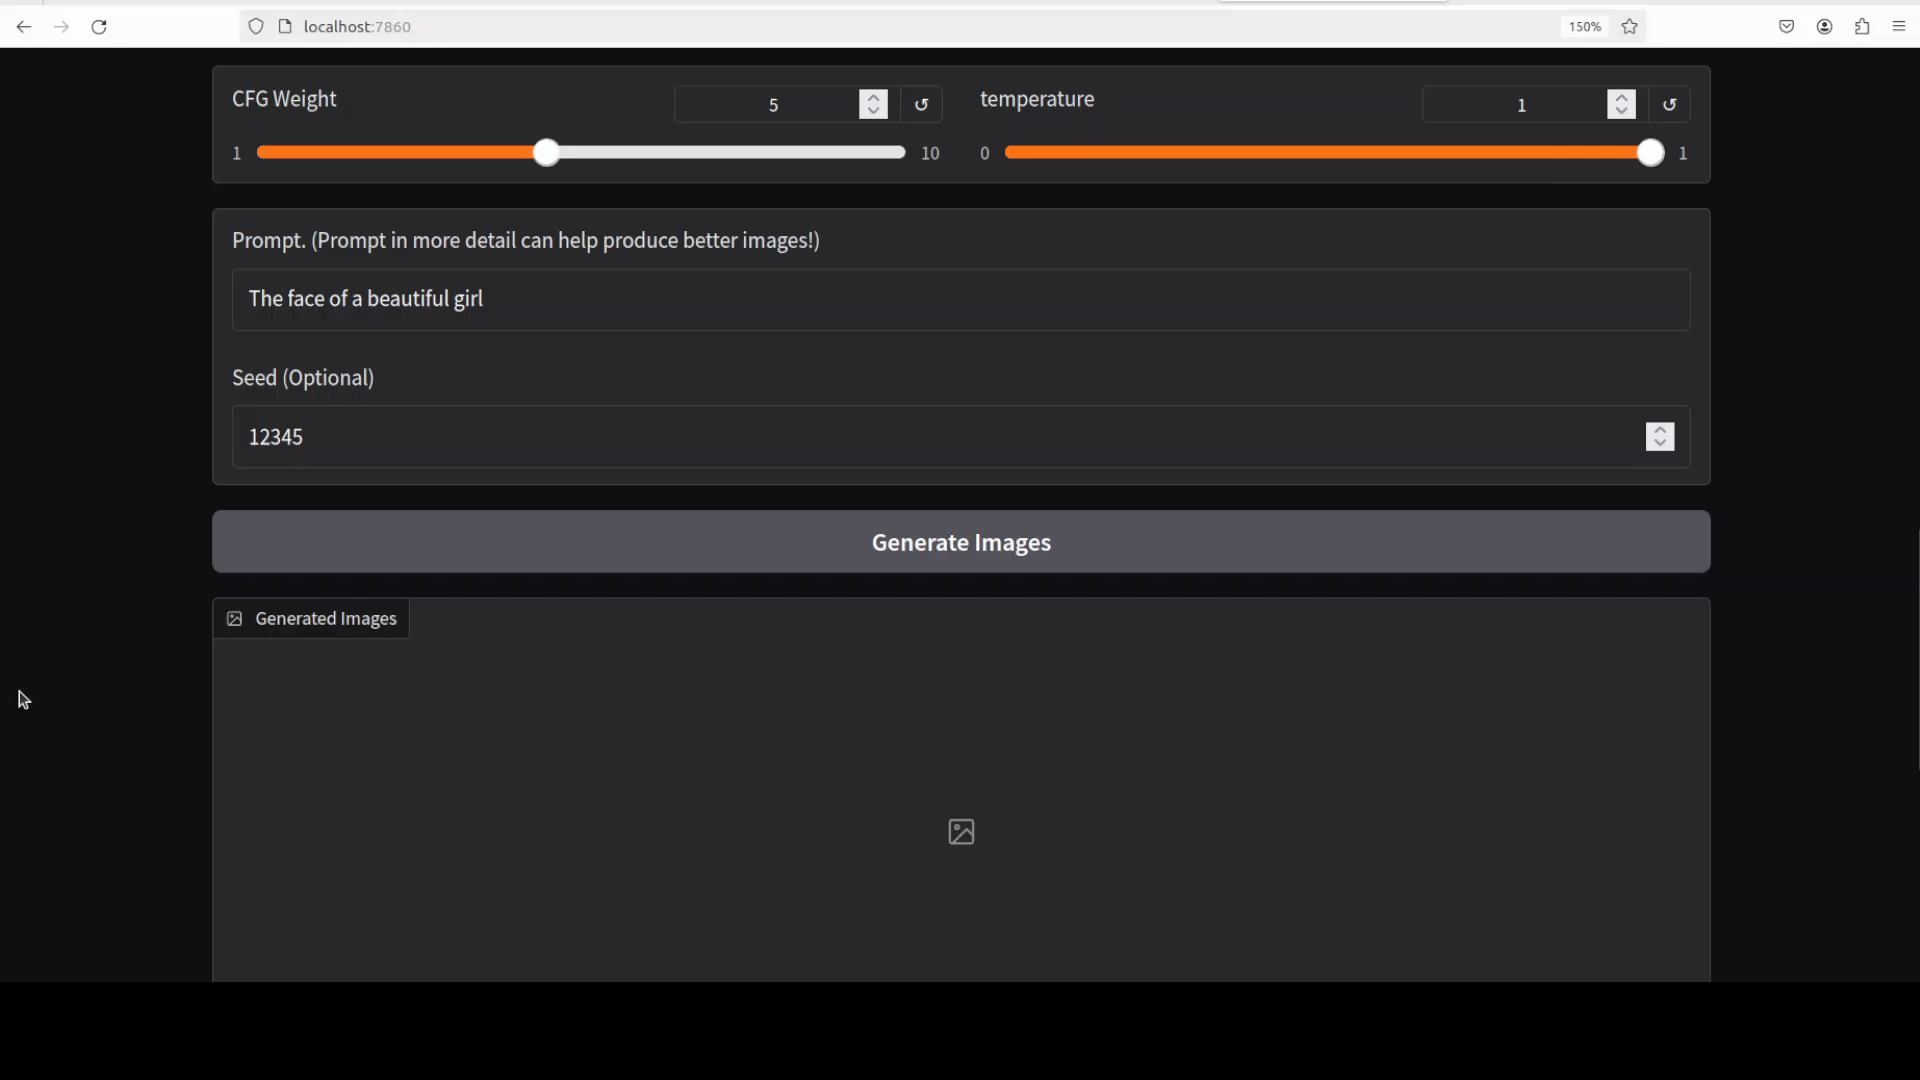 localhost:7860
150%
CFG Weight
5
temperature
1
1
10
0
1
Prompt. (Prompt in more detail can help produce better images!)
The face of a beautiful girl
Seed (Optional)
12345
Generate Images
Generated Images